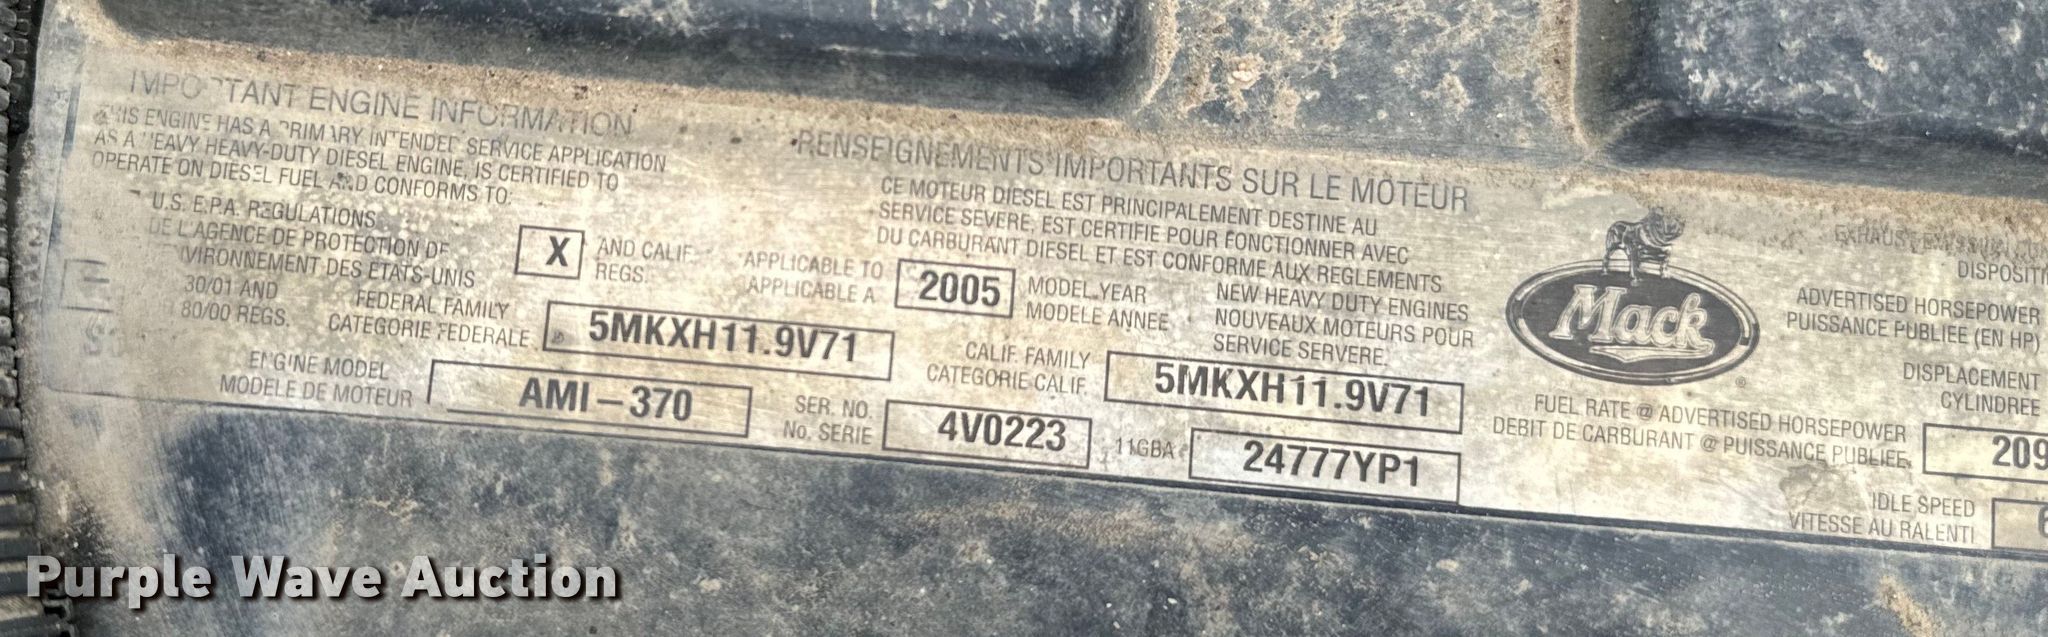 IMPORTANT ENGINE INFORMATION
THIS ENGINE HAS A PRIMARY INTENDED SERVICE APPLICATION
AS A HEAVY HEAVY-DUTY DIESEL ENGINE, IS CERTIFIED TO
OPERATE ON DIESEL FUEL AND CONFORMS TO:
U.S. E.P.A. REGULATIONS
DE L'AGENCE DE PROTECTION DE
VIRONNEMENT DES ETATS-UNIS
30/01 AND
80/00 REGS.
X
AND CALIF.
REGS.
APPLICABLE TO
APPLICABLE A
2005
MODEL YEAR
MODELE ANNEE
FEDERAL FAMILY
CATEGORIE FEDERALE
5MKXH11.9V71
ENGINE MODEL
MODELE DE MOTEUR
AMI-370
SER. NO.
No. SERIE
4V0223
11GBA
24777YP1
RENSEIGNEMENTS IMPORTANTS SUR LE MOTEUR
CE MOTEUR DIESEL EST PRINCIPALEMENT DESTINE AU
SERVICE SEVERE, EST CERTIFIE POUR FONCTIONNER AVEC
DU CARBURANT DIESEL ET EST CONFORME AUX REGLEMENTS
NEW HEAVY DUTY ENGINES
NOUVEAUX MOTEURS POUR
SERVICE SERVERE.
CALIF. FAMILY
CATEGORIE CALIF.
5MKXH11.9V71
Mack
®
EXHAUST EMISSION
DISPOSITI
ADVERTISED HORSEPOWER
PUISSANCE PUBLIEE (EN HP)
DISPLACEMENT
CYLINDREE
FUEL RATE @ ADVERTISED HORSEPOWER
DEBIT DE CARBURANT @ PUISSANCE PUBLIEE
209
IDLE SPEED
VITESSE AU RALENTI
6
Purple Wave Auction